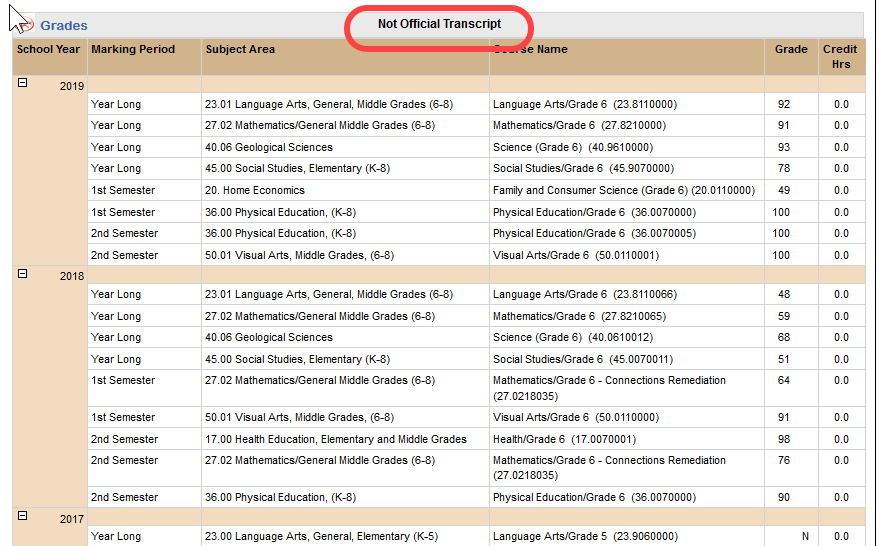 Grades Not Official Transcript
School Year Marking Period Subject Area Course Name Grade Credit Hrs
2019
Year Long 23.01 Language Arts, General, Middle Grades (6-8) Language Arts/Grade 6 (23.8110000) 92 0.0
Year Long 27.02 Mathematics/General Middle Grades (6-8) Mathematics/Grade 6 (27.8210000) 91 0.0
Year Long 40.06 Geological Sciences Science (Grade 6) (40.9610000) 93 0.0
Year Long 45.00 Social Studies, Elementary (K-8) Social Studies/Grade 6 (45.9070000) 78 0.0
1st Semester 20. Home Economics Family and Consumer Science (Grade 6) (20.0110000) 49 0.0
1st Semester 36.00 Physical Education, (K-8) Physical Education/Grade 6 (36.0070000) 100 0.0
2nd Semester 36.00 Physical Education, (K-8) Physical Education/Grade 6 (36.0070005) 100 0.0
2nd Semester 50.01 Visual Arts, Middle Grades, (6-8) Visual Arts/Grade 6 (50.0110001) 100 0.0
2018
Year Long 23.01 Language Arts, General, Middle Grades (6-8) Language Arts/Grade 6 (23.8110066) 48 0.0
Year Long 27.02 Mathematics/General Middle Grades (6-8) Mathematics/Grade 6 (27.8210065) 59 0.0
Year Long 40.06 Geological Sciences Science (Grade 6) (40.0610012) 68 0.0
Year Long 45.00 Social Studies, Elementary (K-8) Social Studies/Grade 6 (45.0070011) 51 0.0
1st Semester 27.02 Mathematics/General Middle Grades (6-8) Mathematics/Grade 6 - Connections Remediation 64 0.0
(27.0218035)
1st Semester 50.01 Visual Arts, Middle Grades, (6-8) Visual Arts/Grade 6 (50.0110000) 91 0.0
2nd Semester 17.00 Health Education, Elementary and Middle Grades Health/Grade 6 (17.0070001) 98 0.0
2nd Semester 27.02 Mathematics/General Middle Grades (6-8) Mathematics/Grade 6 - Connections Remediation 76 0.0
(27.0218035)
2nd Semester 36.00 Physical Education, (K-8) Physical Education/Grade 6 (36.0070000) 90 0.0
2017
Year Long 23.00 Language Arts, General, Elementary (K-5) Language Arts/Grade 5 (23.9060000) N 0.0